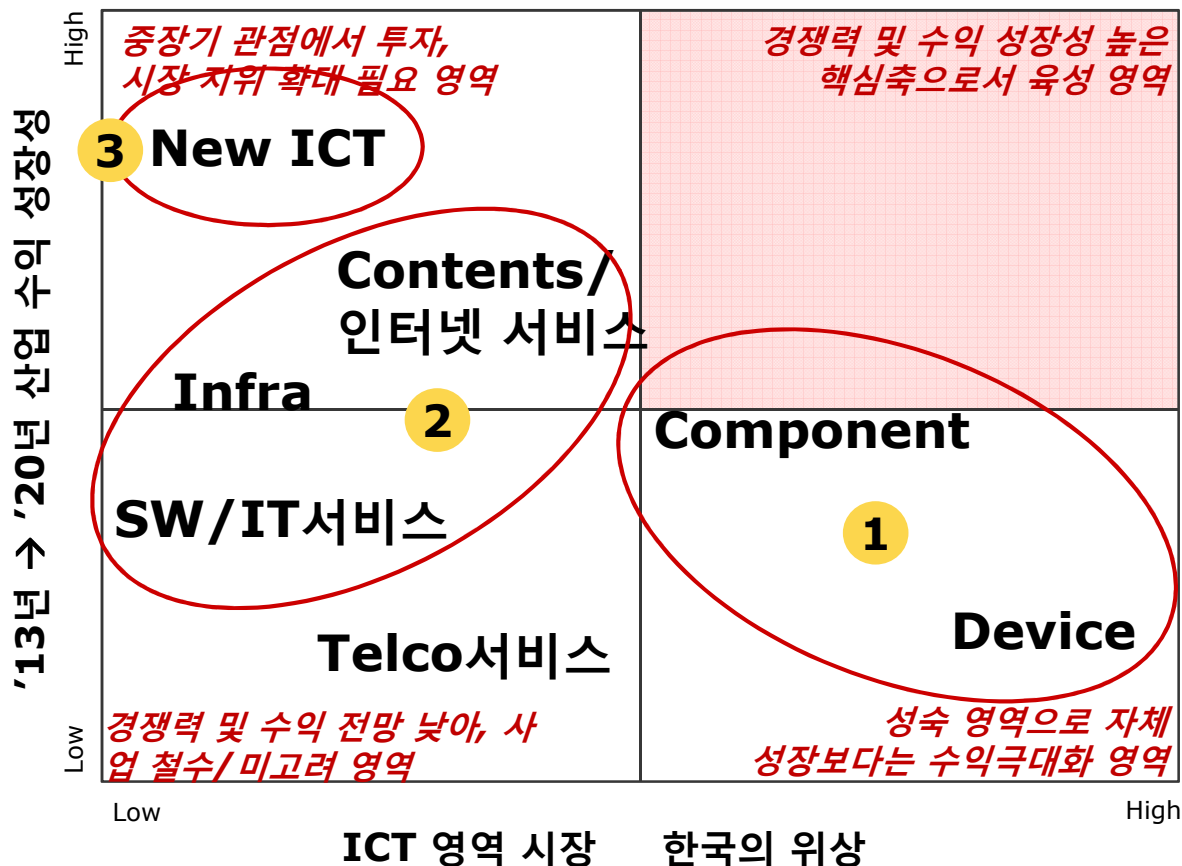 High
중장기 관점에서 투자,
시장 지위 확대 필요 영역
경쟁력 및 수익 성장성 높은
핵심축으로서 육성 영역
3
New ICT
’13년 → ’20년 산업 수익 성장성
Contents/
인터넷 서비스
Infra
2
Component
SW/IT서비스
1
Device
Telco서비스
경쟁력 및 수익 전망 낮아, 사
업 철수/미고려 영역
성숙 영역으로 자체
성장보다는 수익극대화 영역
Low
Low
High
ICT 영역 시장 한국의 위상